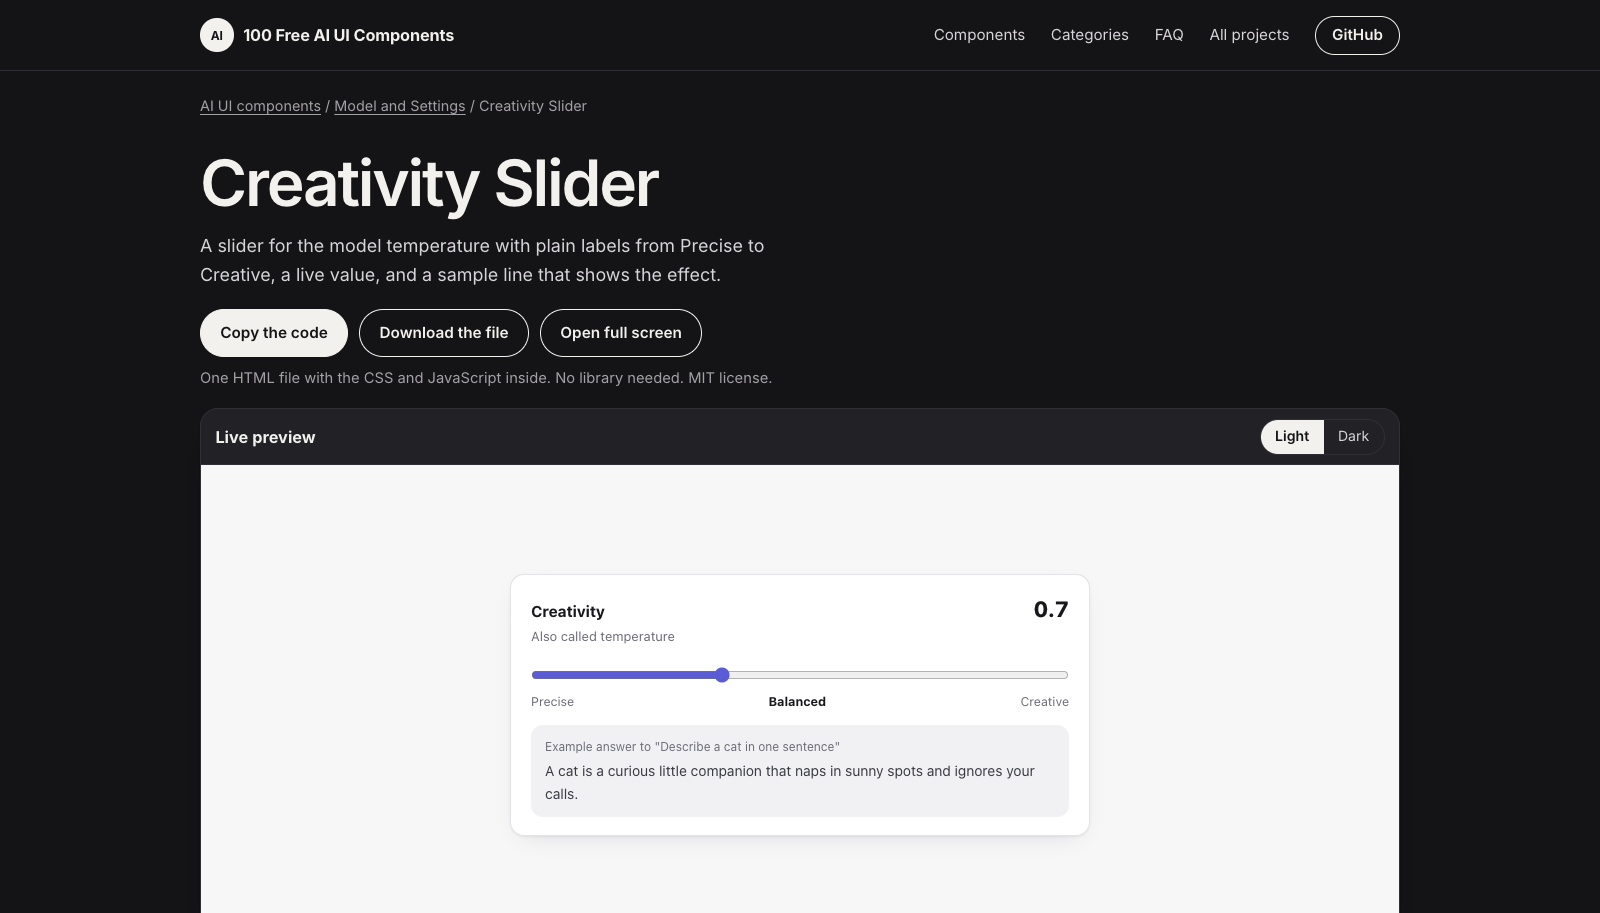 AI
100 Free AI UI Components
Components
Categories
FAQ
All projects
GitHub
AI UI components / Model and Settings / Creativity Slider
Creativity Slider
A slider for the model temperature with plain labels from Precise to
Creative, a live value, and a sample line that shows the effect.
Copy the code
Download the file
Open full screen
One HTML file with the CSS and JavaScript inside. No library needed. MIT license.
Live preview
Light
Dark
Creativity
0.7
Also called temperature
Precise
Balanced
Creative
Example answer to "Describe a cat in one sentence"
A cat is a curious little companion that naps in sunny spots and ignores your
calls.